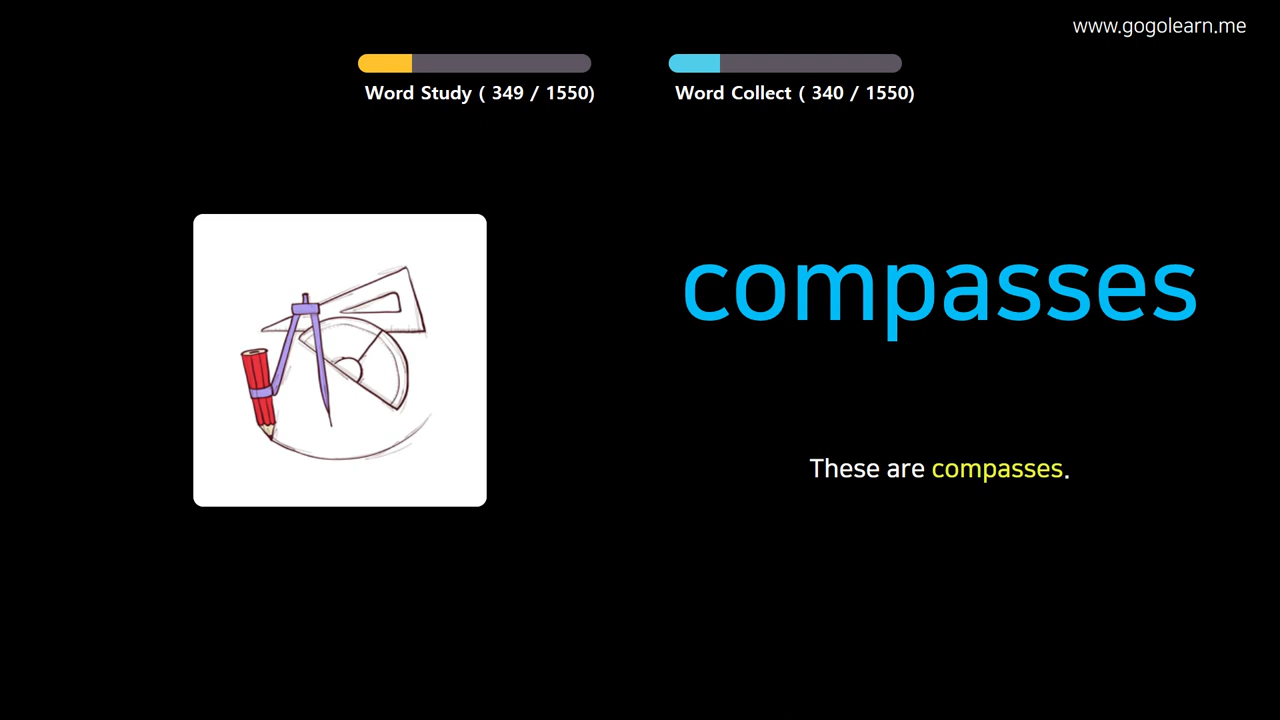 www.gogolearn.me
Word Study ( 349 / 1550)
Word Collect ( 340 / 1550)
compasses
These are compasses.